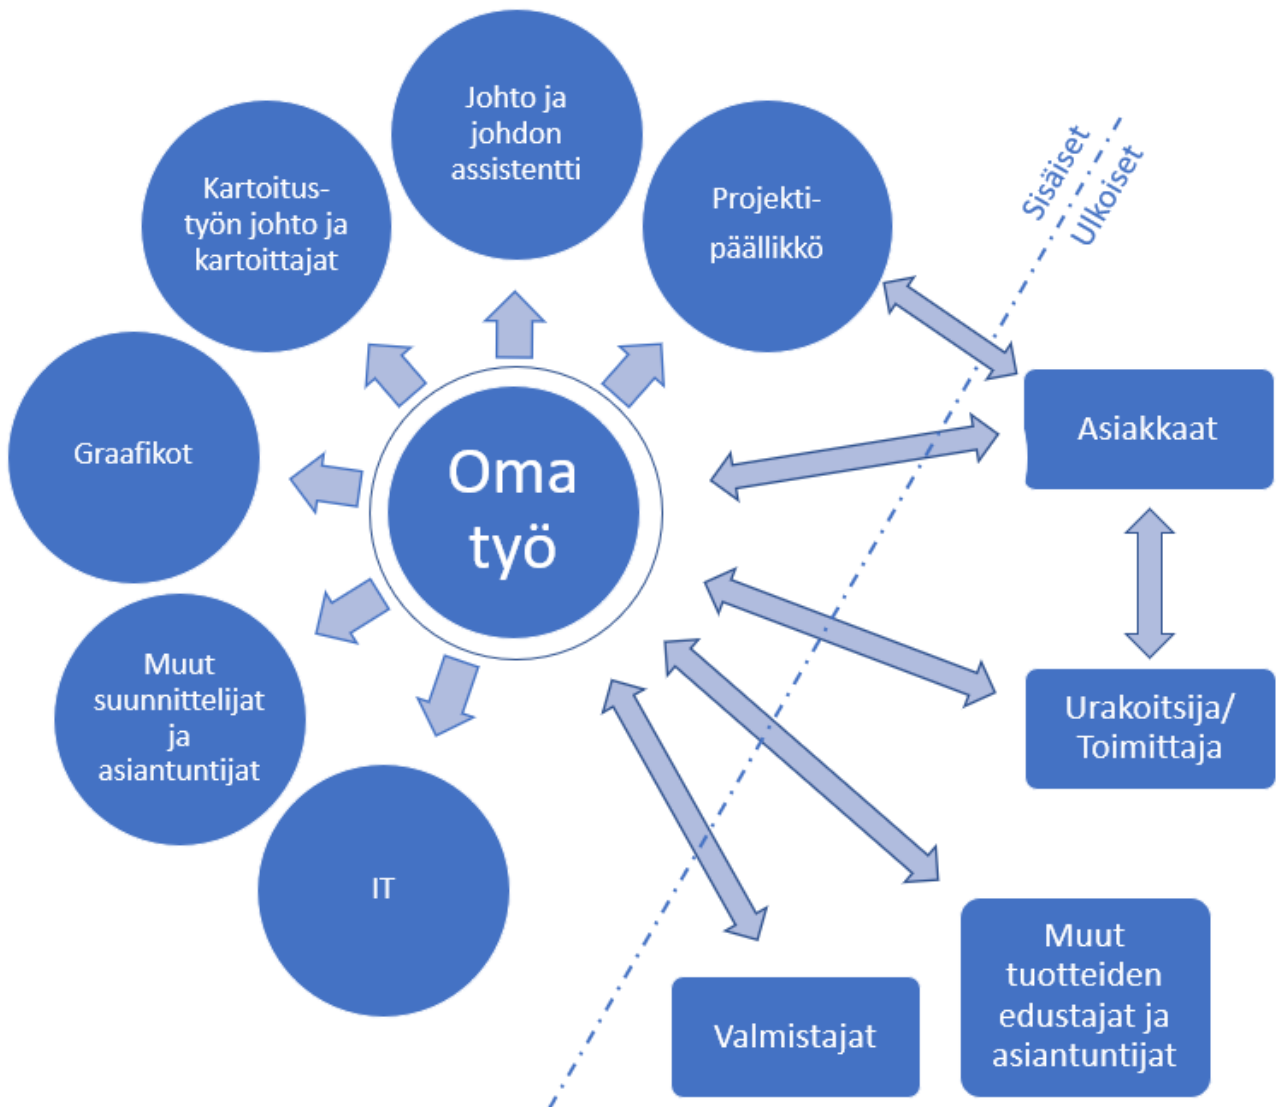 Johto ja
johdon
assistentti
Kartoitus-
työn johto ja
kartoittajat
Projekti-
päällikkö
Sisäiset
Ulkoiset
Graafikot
Oma
työ
Asiakkaat
Muut
suunnittelijat
ja
asiantuntijat
Urakoitsija/
Toimittaja
IT
Valmistajat
Muut
tuotteiden
edustajat ja
asiantuntijat